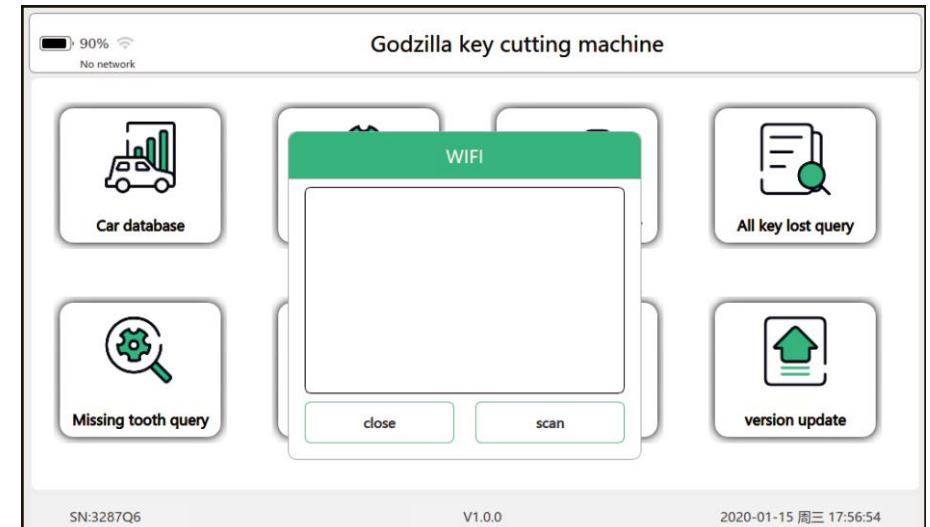 90%
No network
Godzilla key cutting machine
WIFI
Car database
All key lost query
Missing tooth query
close
scan
version update
SN:3287Q6
V1.0.0
2020-01-15 周三 17:56:54